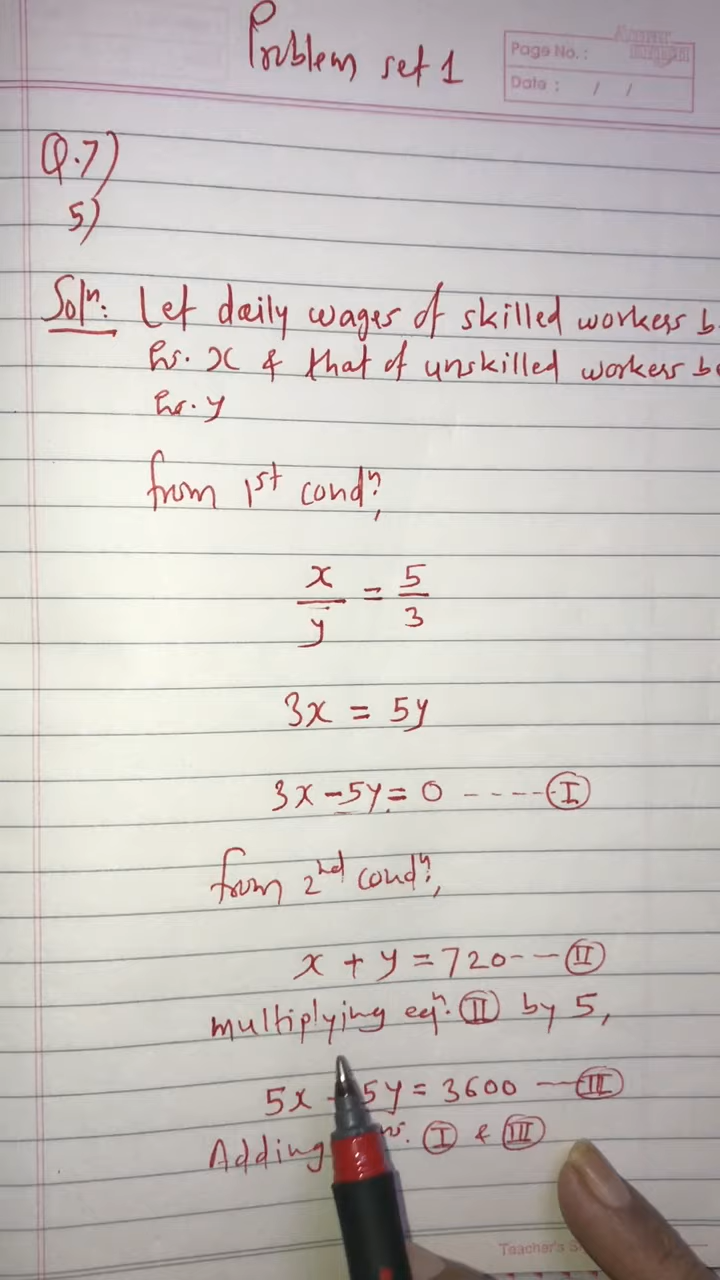 Problem set 1
Page No. :
Date : / /
Q.7)
5)
Solⁿ: Let daily wages of skilled workers
Rs. x & that of unskilled workers
Rs. y
from 1st condⁿ,
x/y = 5/3
3x = 5y
3x - 5y = 0 ----- I
from 2nd condⁿ,
x + y = 720 --- II
multiplying eqⁿ. II by 5,
5x 5y = 3600 --- III
Adding I & III
Teacher's